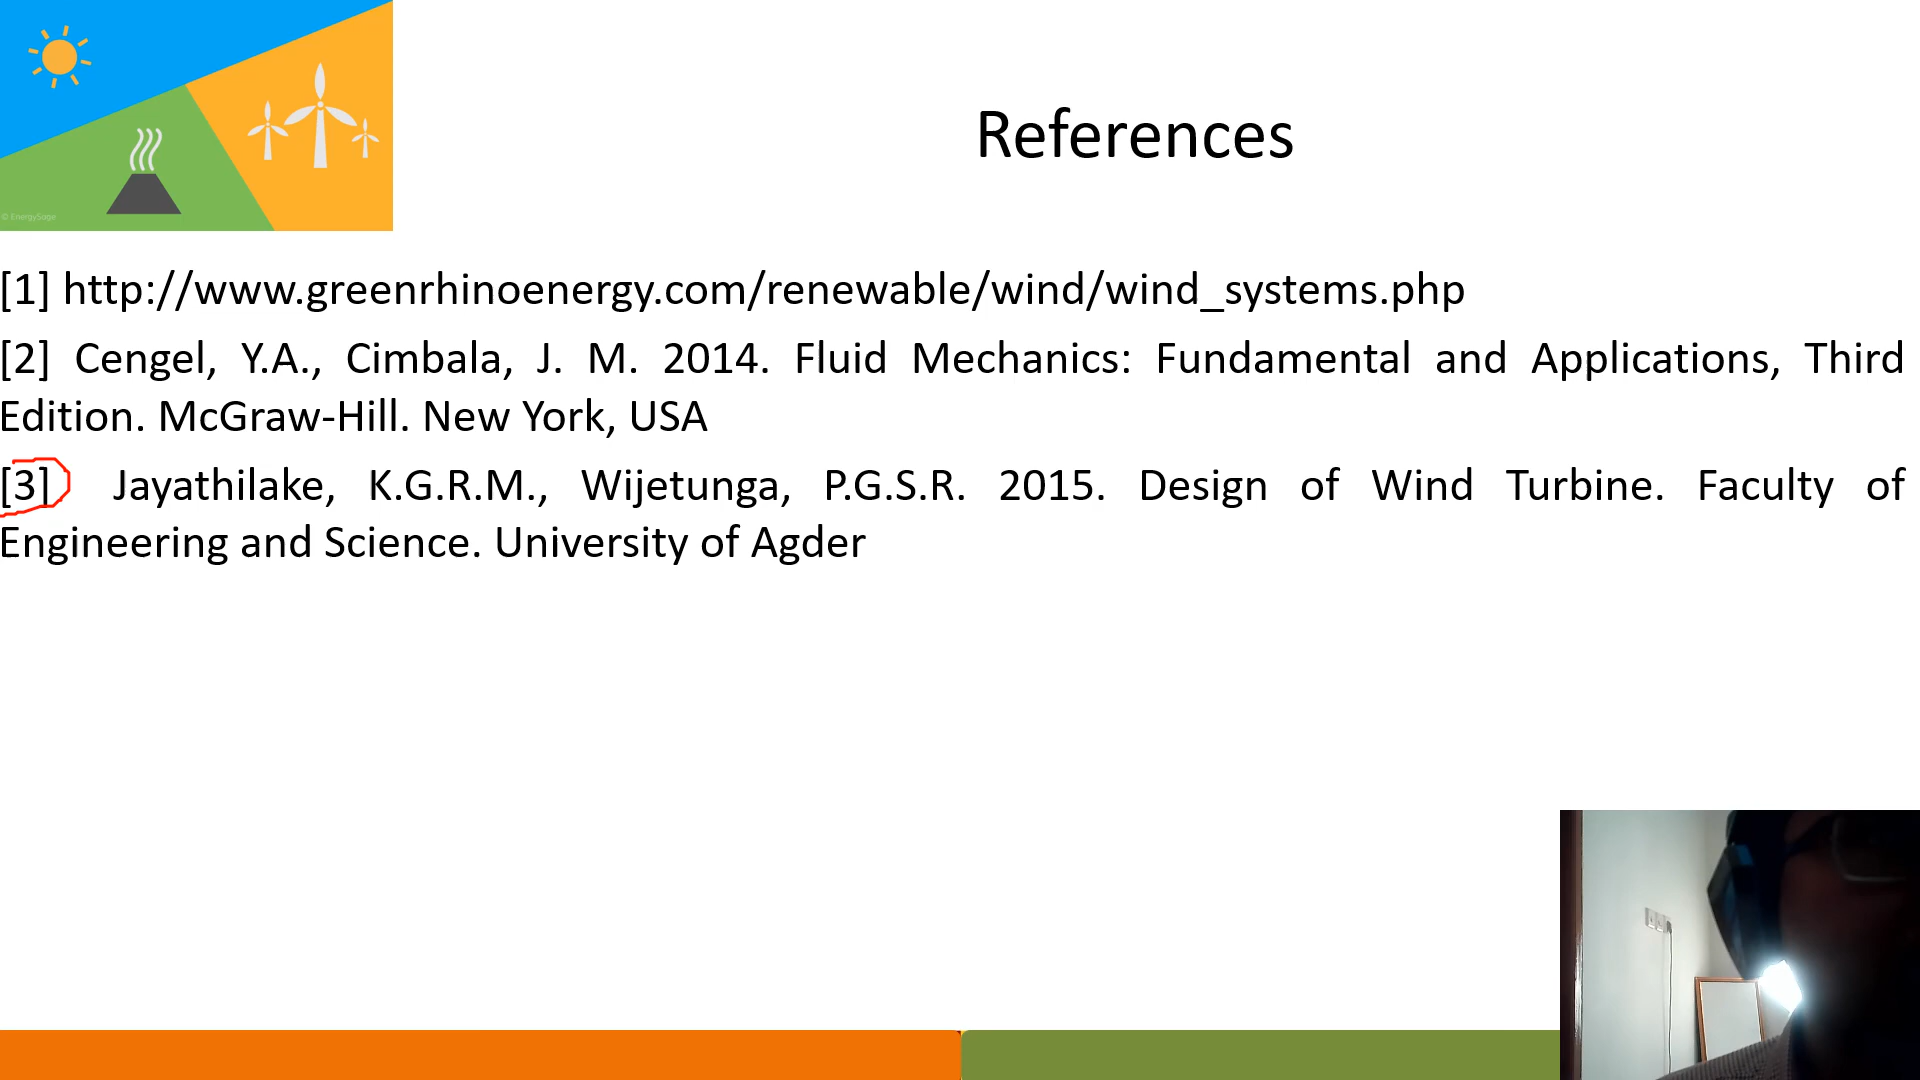 © EnergySage
References
[1] http://www.greenrhinoenergy.com/renewable/wind/wind_systems.php
[2] Cengel, Y.A., Cimbala, J. M. 2014. Fluid Mechanics: Fundamental and Applications, Third
Edition. McGraw-Hill. New York, USA
[3] Jayathilake, K.G.R.M., Wijetunga, P.G.S.R. 2015. Design of Wind Turbine. Faculty of
Engineering and Science. University of Agder